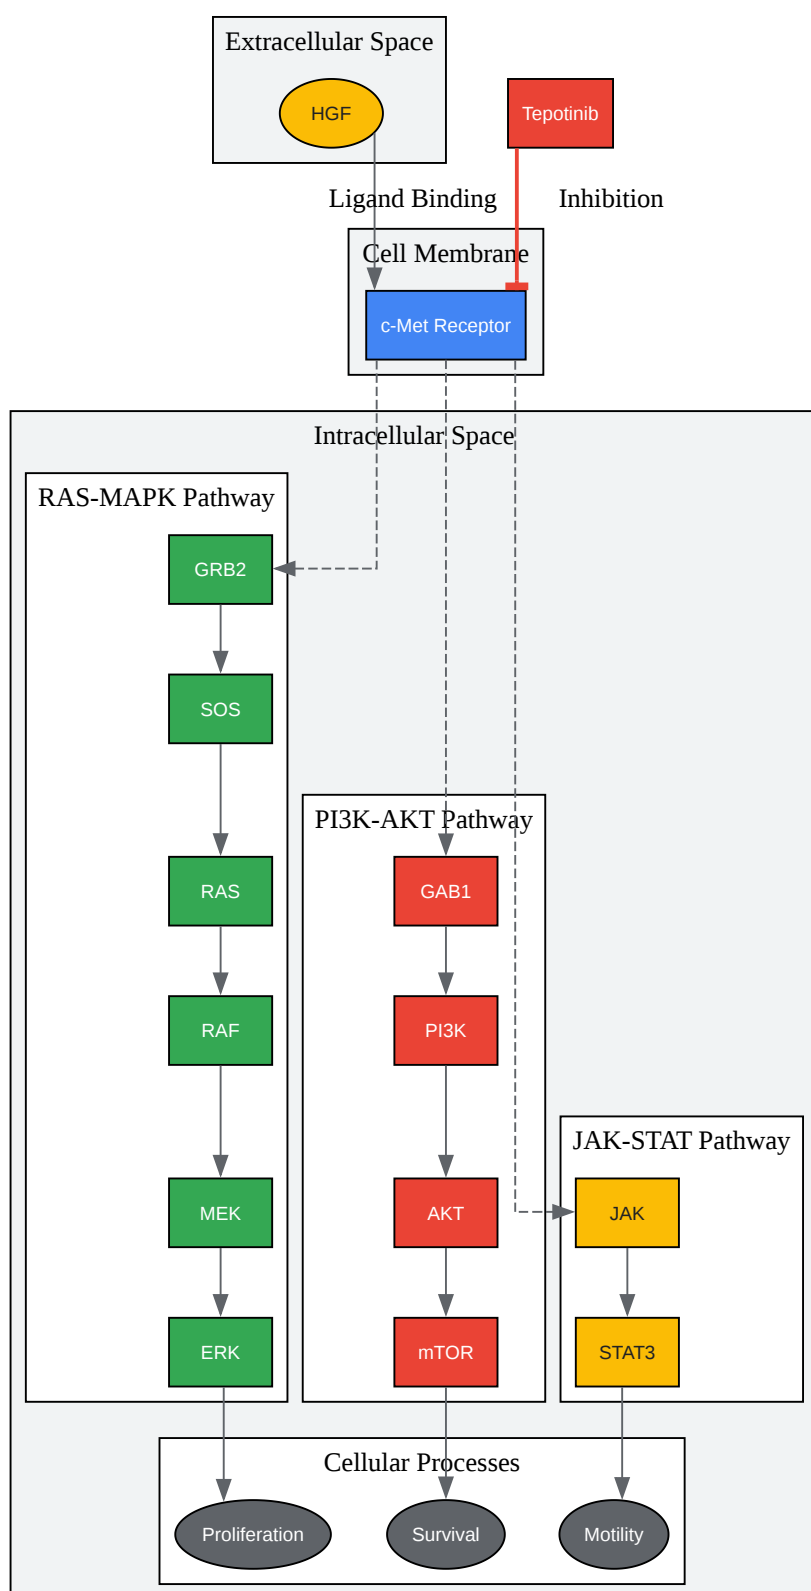 Extracellular Space
HGF
Tepotinib
Ligand Binding
Inhibition
Cell Membrane
c-Met Receptor
Intracellular Space
RAS-MAPK Pathway
GRB2
SOS
RAS
RAF
MEK
ERK
PI3K-AKT Pathway
GAB1
PI3K
AKT
mTOR
JAK-STAT Pathway
JAK
STAT3
Cellular Processes
Proliferation
Survival
Motility